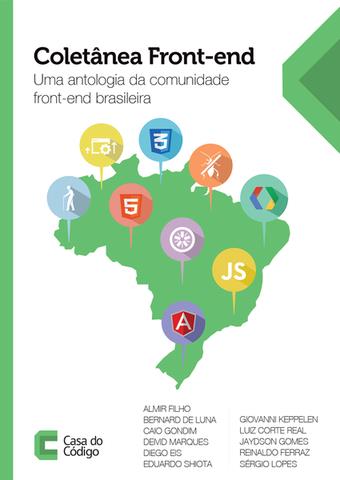 Coletânea Front-end
Uma antologia da comunidade
front-end brasileira
3
5
JS
A
Casa do
Código
ALMIR FILHO
BERNARD DE LUNA
CAIO GONDIM
DEVID MARQUES
DIEGO EIS
EDUARDO SHIOTA
GIOVANNI KEPPELEN
LUIZ CORTE REAL
JAYDSON GOMES
REINALDO FERRAZ
SÉRGIO LOPES